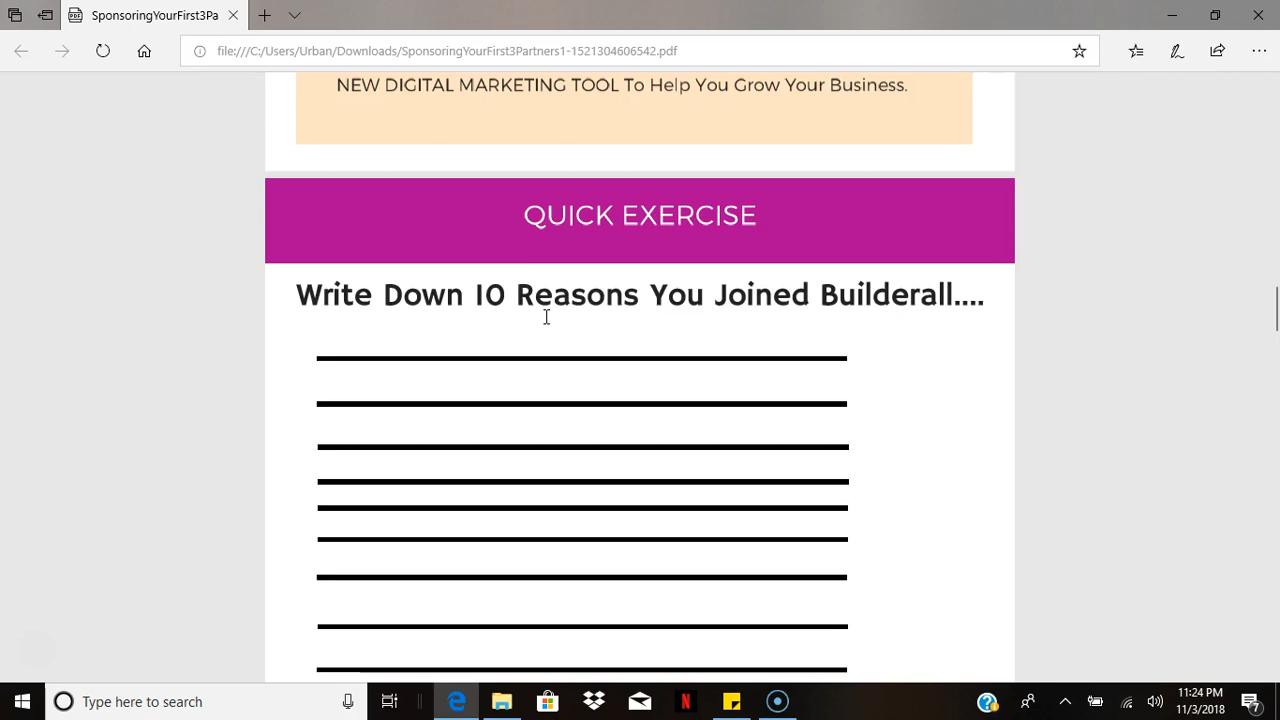 SponsoringYourFirst3Pa
file:///C:/Users/Urban/Downloads/SponsoringYourFirst3Partners1-1521304606542.pdf
NEW DIGITAL MARKETING TOOL To Help You Grow Your Business.
QUICK EXERCISE
Write Down 10 Reasons You Joined Builderall....
Type here to search
11:24 PM
11/3/2018
7